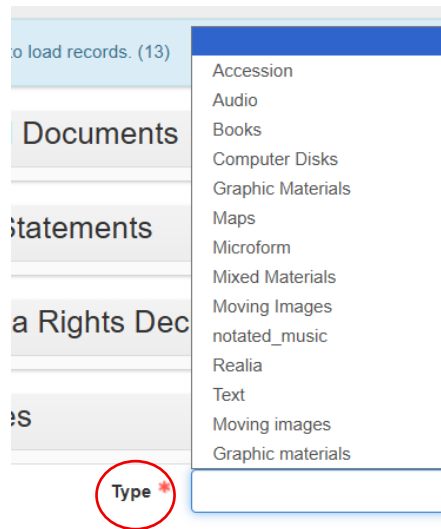 to load records. (13)
Accession
Audio
Documents
Books
Computer Disks
Graphic Materials
Statements
Maps
Microform
Mixed Materials
Moving Images
a Rights Dec
notated_music
Realia
Text
es
Moving images
Graphic materials
Type *